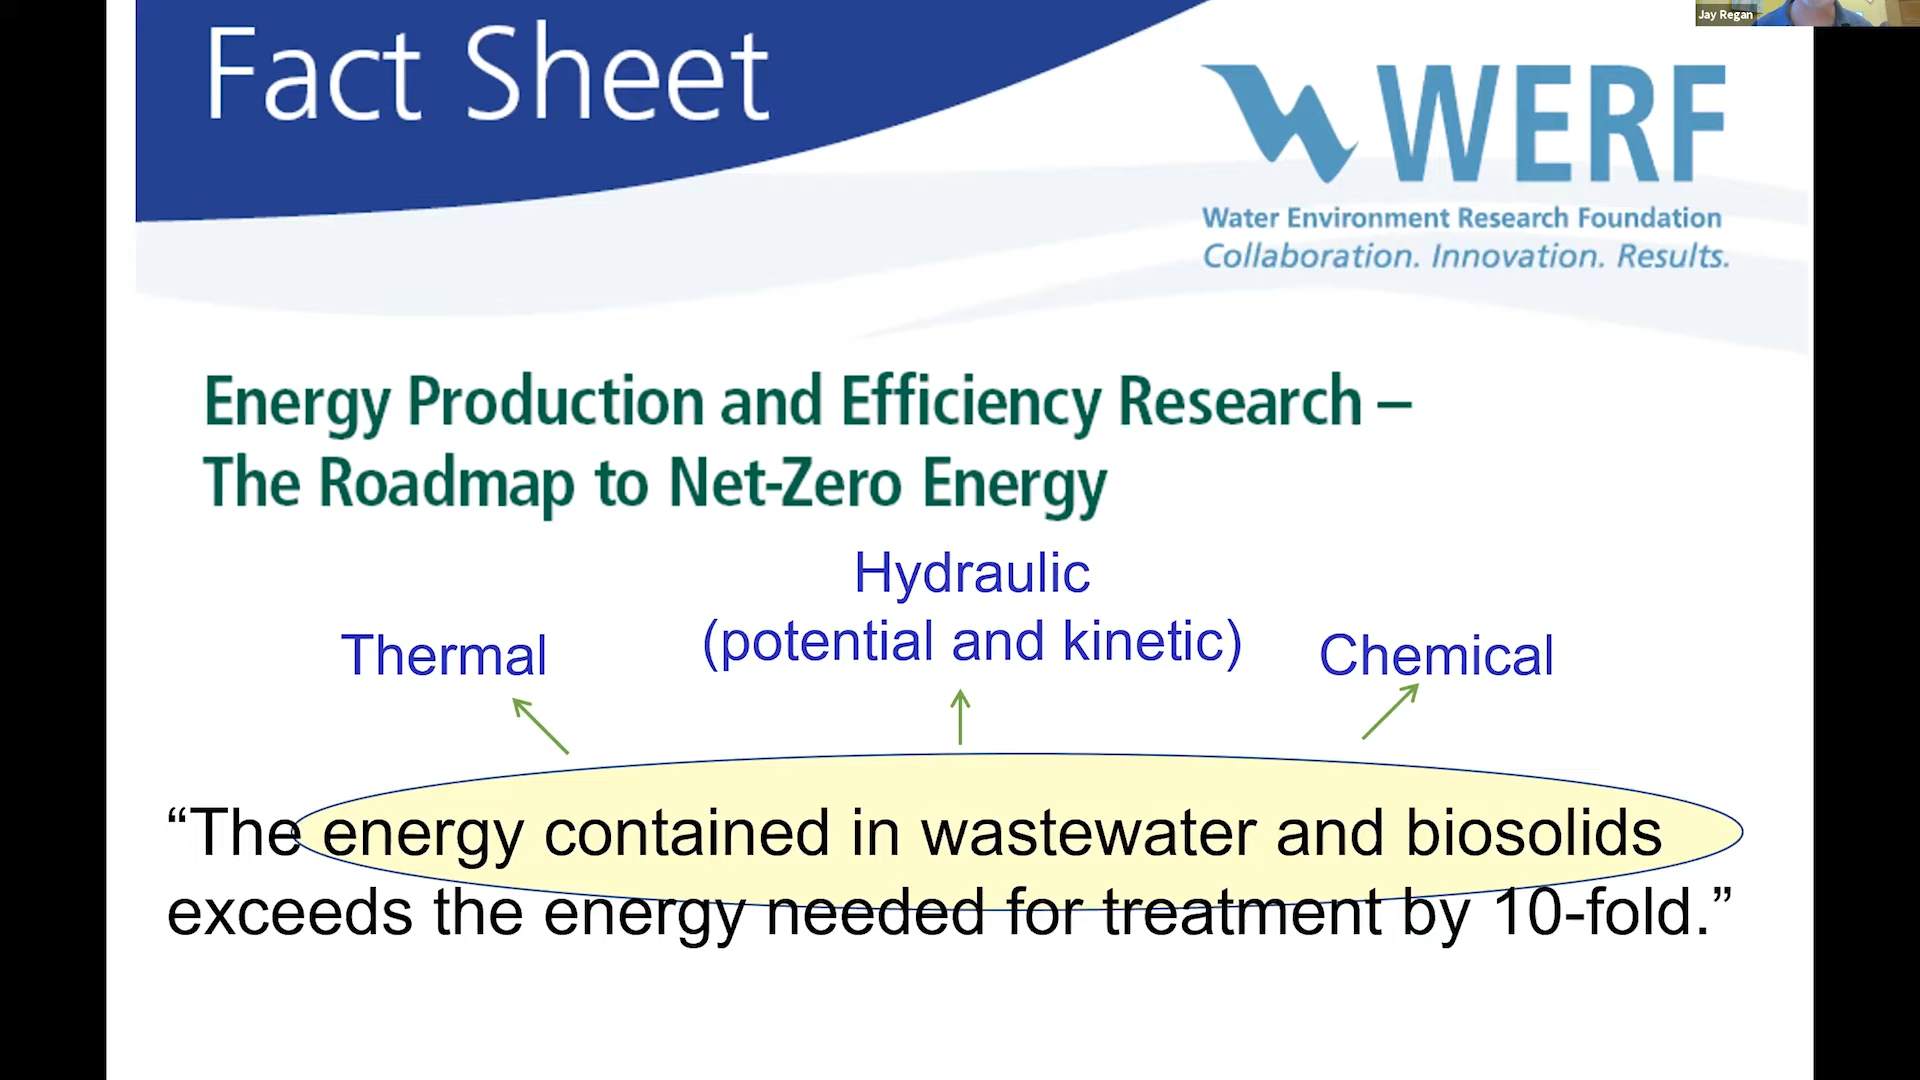 Jay Regan
Fact Sheet
WERF
Water Environment Research Foundation
Collaboration. Innovation. Results.
Energy Production and Efficiency Research –
The Roadmap to Net-Zero Energy
Hydraulic
(potential and kinetic)
Thermal
Chemical
“The energy contained in wastewater and biosolids
exceeds the energy needed for treatment by 10-fold.”